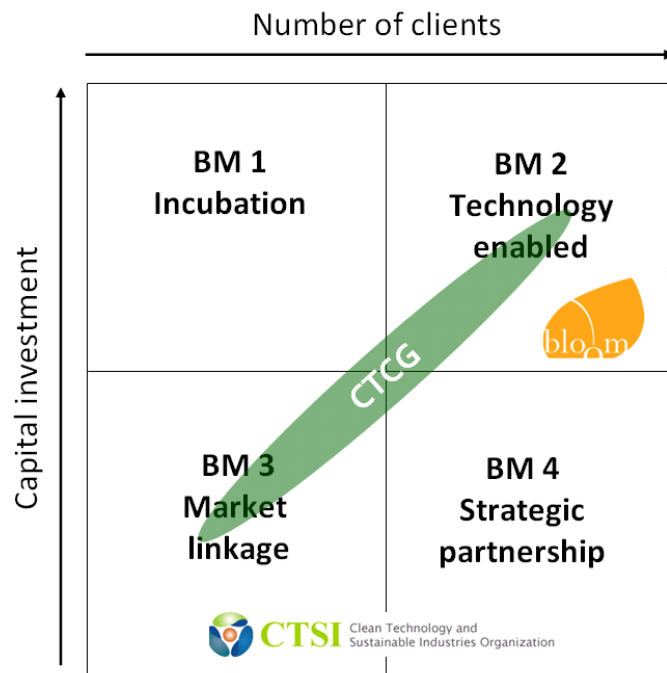 Number of clients
Capital investment
BM 1
Incubation
BM 2
Technology
enabled
bloom
CTCG
BM 3
Market
linkage
BM 4
Strategic
partnership
CTSI Clean Technology and
Sustainable Industries Organization